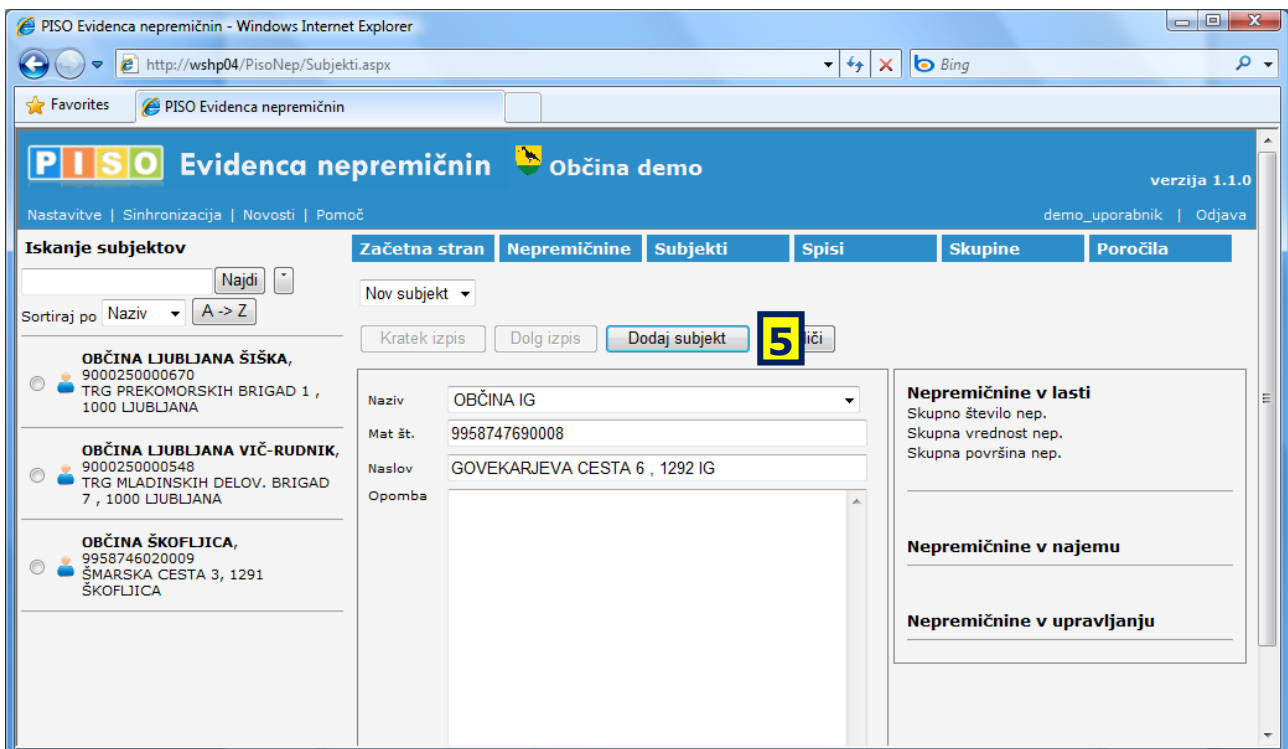 PISO Evidenca nepremičnin - Windows Internet Explorer
http://wshp04/PisoNep/Subjekti.aspx
Bing
Favorites
PISO Evidenca nepremičnin
PISO Evidenca nepremičnin Občina demo
verzija 1.1.0
Nastavitve | Sinhronizacija | Novosti | Pomoč
demo_uporabnik | Odjava
Iskanje subjektov
Začetna stran Nepremičnine Subjekti Spisi Skupine Poročila
Najdi
Nov subjekt
Sortiraj po Naziv A -> Z
Kratek izpis Dolg izpis Dodaj subjekt 5 liči
OBČINA LJUBLJANA ŠIŠKA,
9000250000670
TRG PREKOMORSKIH BRIGAD 1 ,
1000 LJUBLJANA
OBČINA LJUBLJANA VIČ-RUDNIK,
9000250000548
TRG MLADINSKIH DELOV. BRIGAD
7 , 1000 LJUBLJANA
OBČINA ŠKOFLJICA,
9958746020009
ŠMARSKA CESTA 3, 1291
ŠKOFLJICA
Naziv OBČINA IG
Mat št. 9958747690008
Naslov GOVEKARJEVA CESTA 6 , 1292 IG
Opomba
Nepremičnine v lasti
Skupno število nep.
Skupna vrednost nep.
Skupna površina nep.
Nepremičnine v najemu
Nepremičnine v upravljanju